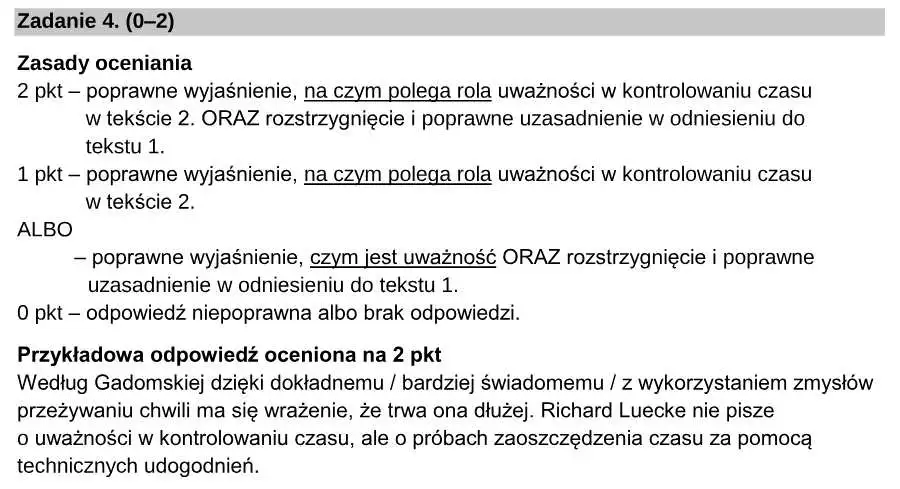 Zadanie 4. (0–2)
Zasady oceniania
2 pkt – poprawne wyjaśnienie, na czym polega rola uważności w kontrolowaniu czasu
w tekście 2. ORAZ rozstrzygnięcie i poprawne uzasadnienie w odniesieniu do
tekstu 1.
1 pkt – poprawne wyjaśnienie, na czym polega rola uważności w kontrolowaniu czasu
w tekście 2.
ALBO
– poprawne wyjaśnienie, czym jest uważność ORAZ rozstrzygnięcie i poprawne
uzasadnienie w odniesieniu do tekstu 1.
0 pkt – odpowiedź niepoprawna albo brak odpowiedzi.
Przykładowa odpowiedź oceniona na 2 pkt
Według Gadomskiej dzięki dokładnemu / bardziej świadomemu / z wykorzystaniem zmysłów
przeżywaniu chwili ma się wrażenie, że trwa ona dłużej. Richard Luecke nie pisze
o uważności w kontrolowaniu czasu, ale o próbach zaoszczędzenia czasu za pomocą
technicznych udogodnień.